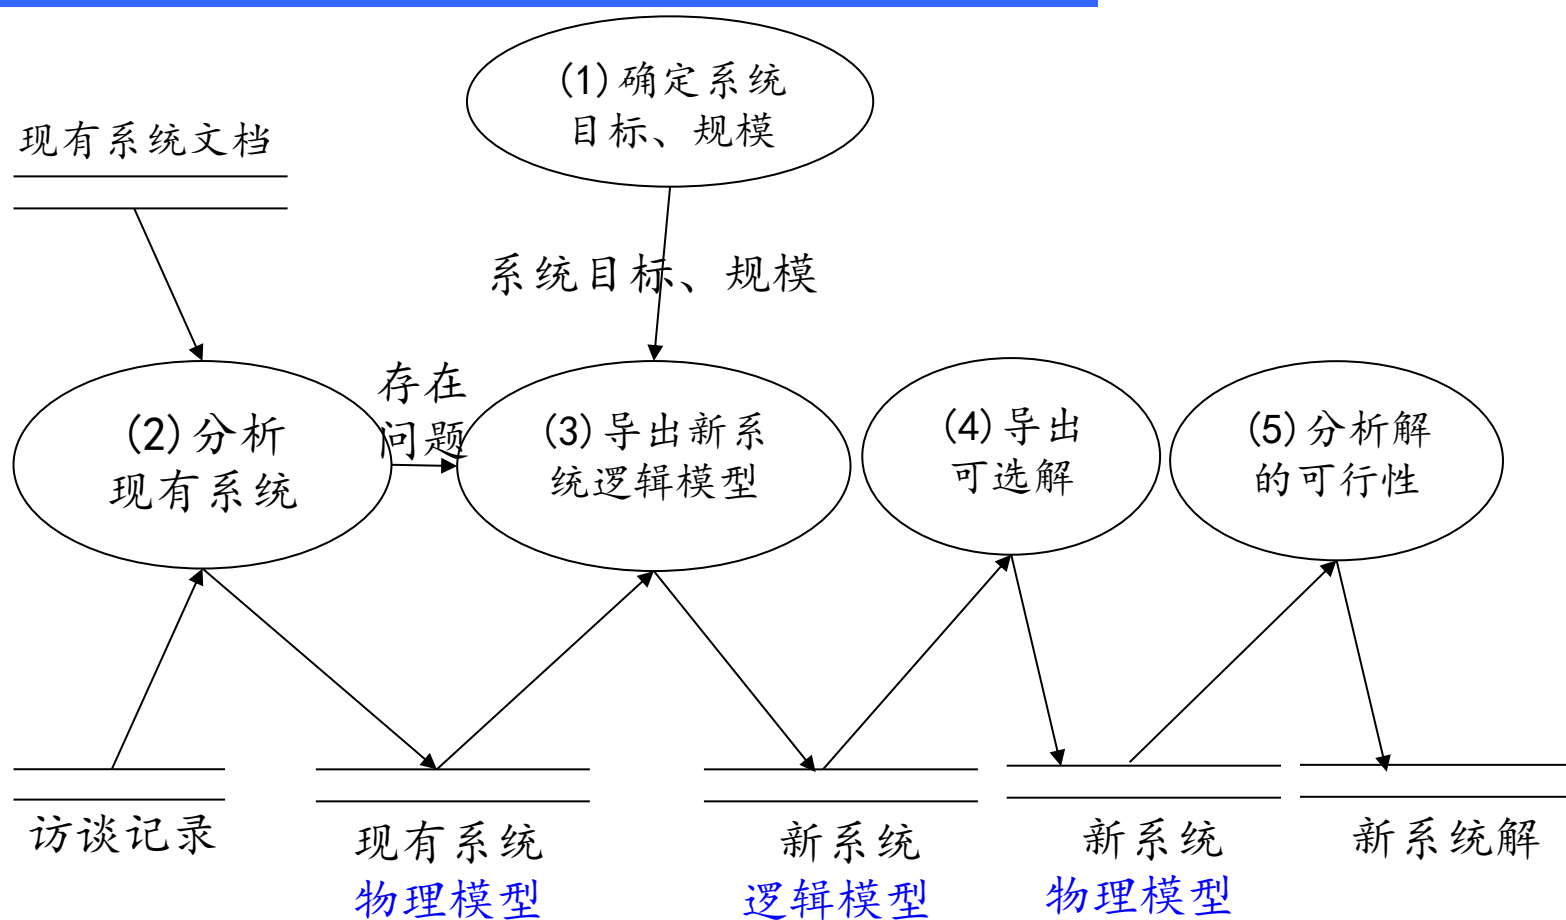 (1)确定系统
目标、规模
现有系统文档
系统目标、规模
存在
问题
(2)分析
现有系统
(3)导出新系
统逻辑模型
(4)导出
可选解
(5)分析解
的可行性
访谈记录
现有系统
物理模型
新系统
逻辑模型
新系统
物理模型
新系统解